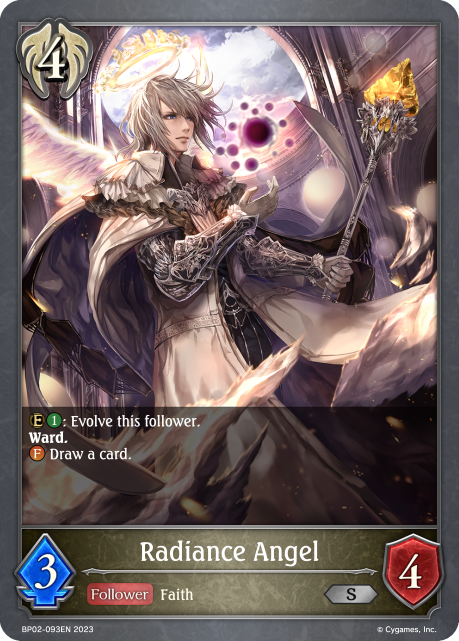 4
E 1: Evolve this follower.
Ward.
F Draw a card.
Radiance Angel
3
Follower Faith
S
4
BP02-093EN 2023
© Cygames, Inc.